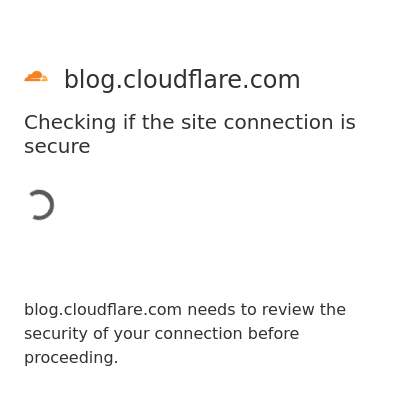 blog.cloudflare.com
Checking if the site connection is
secure
blog.cloudflare.com needs to review the
security of your connection before
proceeding.